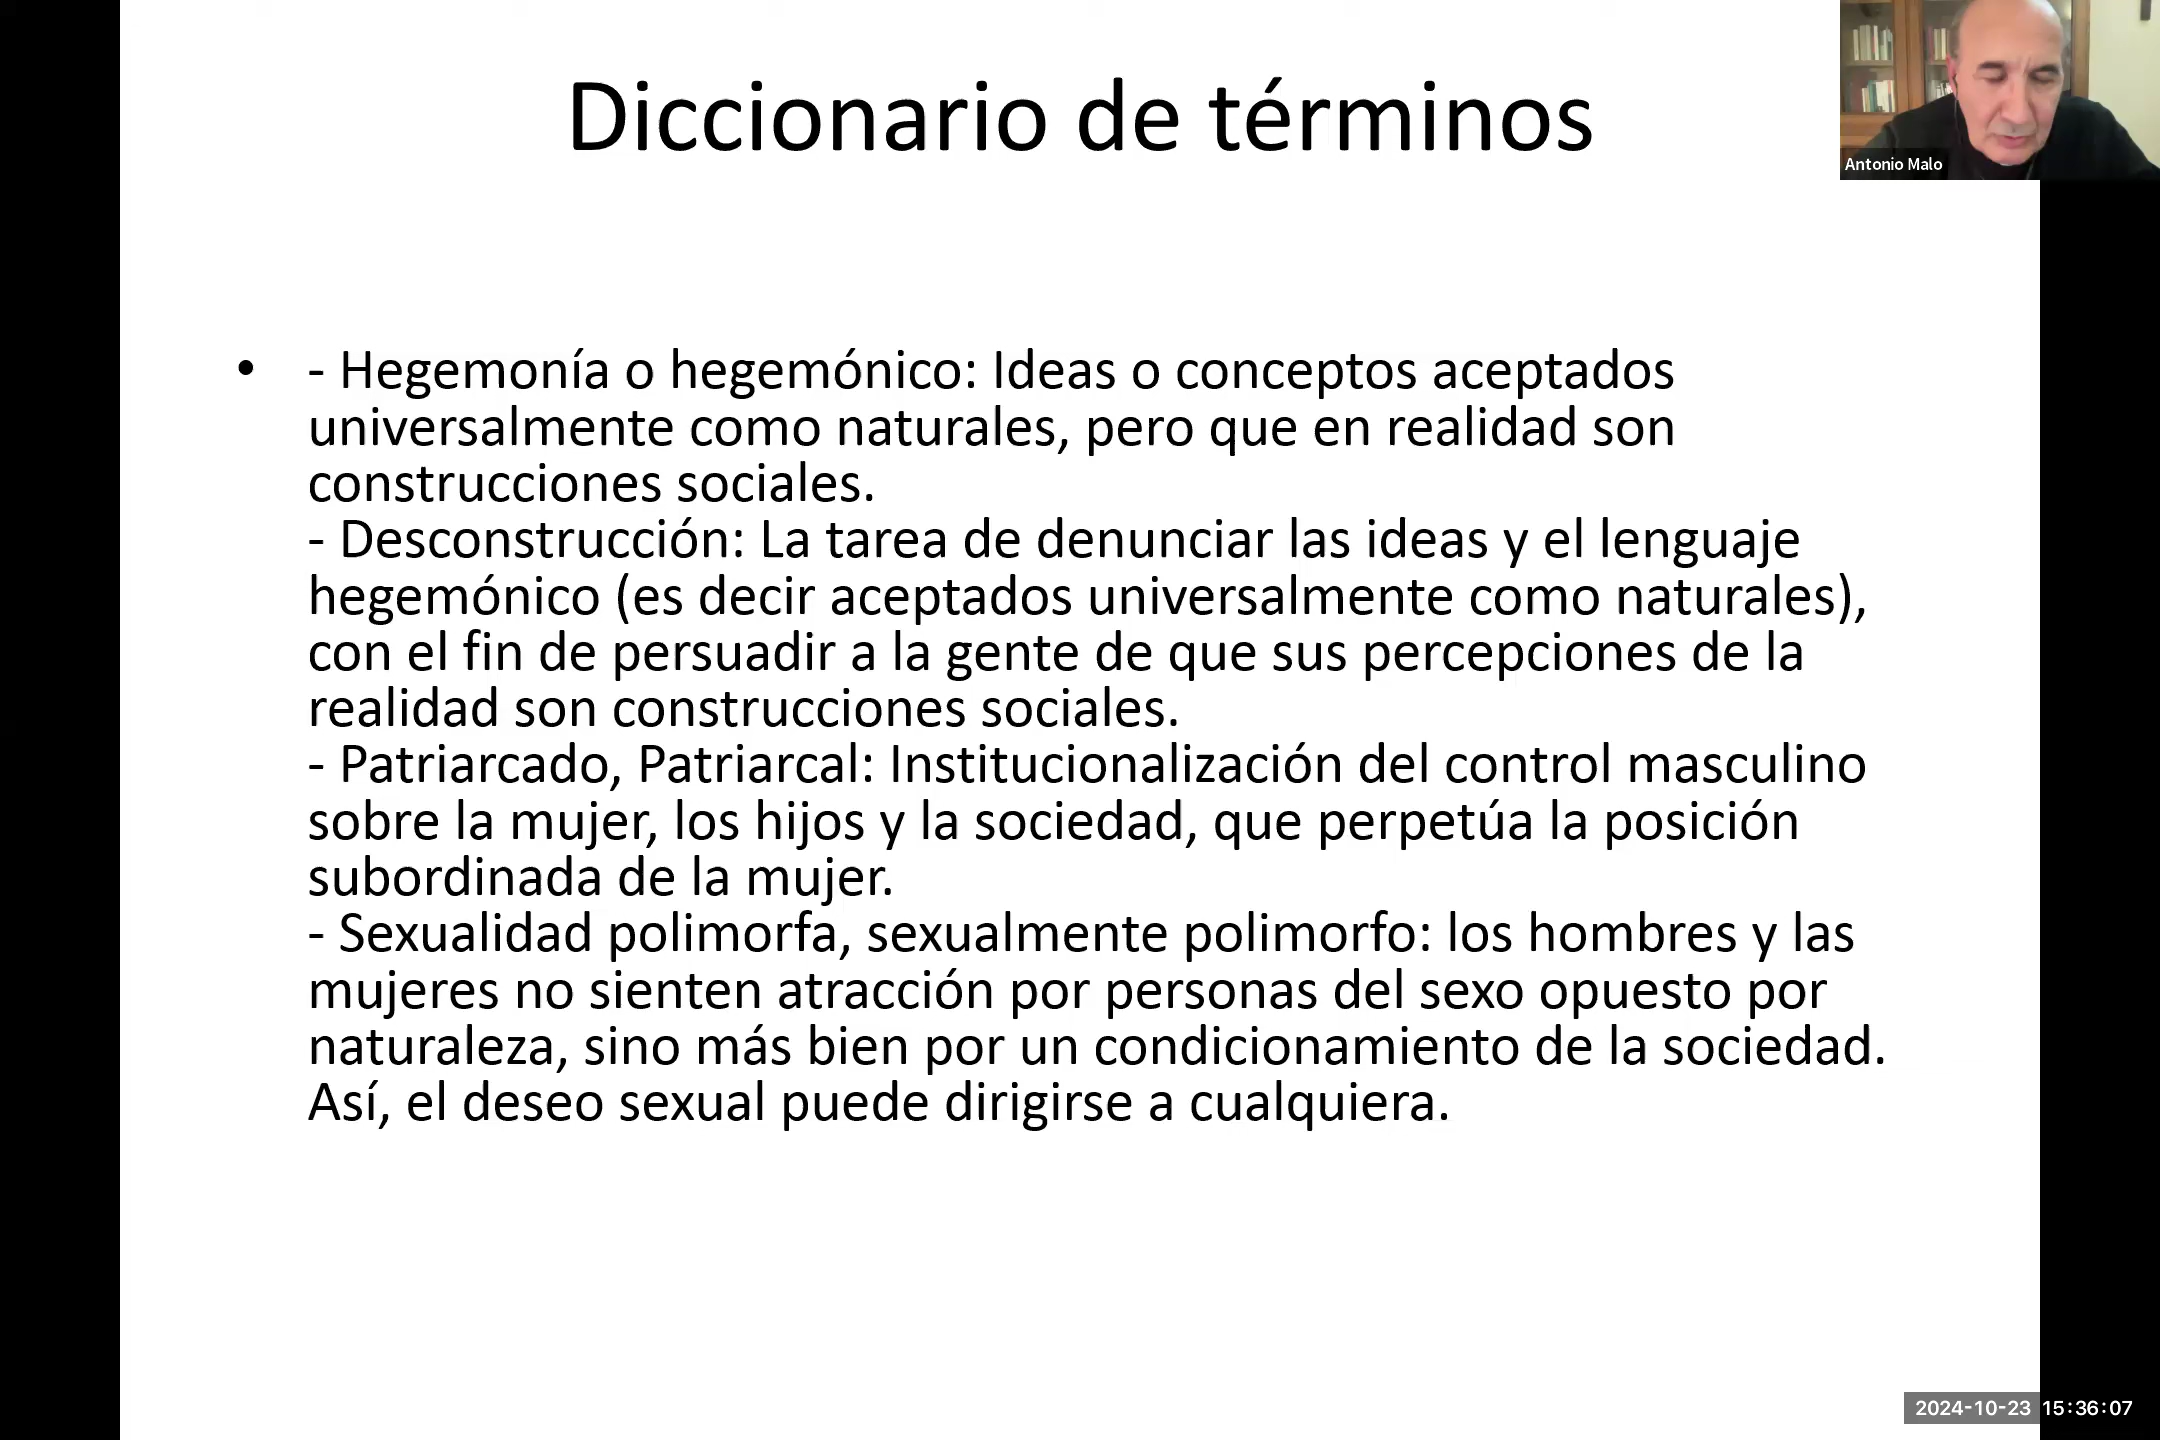 Diccionario de términos
Antonio Malo
• - Hegemonía o hegemónico: Ideas o conceptos aceptados
universalmente como naturales, pero que en realidad son
construcciones sociales.
- Desconstrucción: La tarea de denunciar las ideas y el lenguaje
hegemónico (es decir aceptados universalmente como naturales),
con el fin de persuadir a la gente de que sus percepciones de la
realidad son construcciones sociales.
- Patriarcado, Patriarcal: Institucionalización del control masculino
sobre la mujer, los hijos y la sociedad, que perpetúa la posición
subordinada de la mujer.
- Sexualidad polimorfa, sexualmente polimorfo: los hombres y las
mujeres no sienten atracción por personas del sexo opuesto por
naturaleza, sino más bien por un condicionamiento de la sociedad.
Así, el deseo sexual puede dirigirse a cualquiera.
2024-10-23 15:36:07